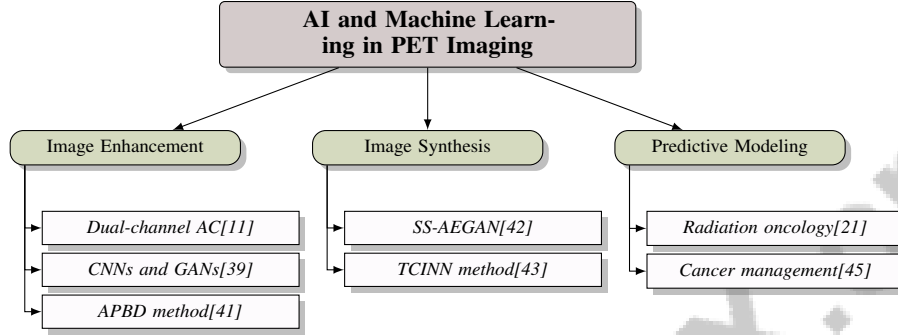 AI and Machine Learn-
ing in PET Imaging
Image Enhancement
Image Synthesis
Predictive Modeling
Dual-channel AC[11]
CNNs and GANs[39]
APBD method[41]
SS-AEGAN[42]
TCINN method[43]
Radiation oncology[21]
Cancer management[45]